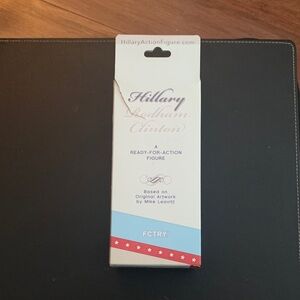 HillaryActionFigure.com
Hillary
Rodham
Clinton
A
READY-FOR-ACTION
FIGURE
Based on
Original Artwork
by Mike Leavitt
FCTRY